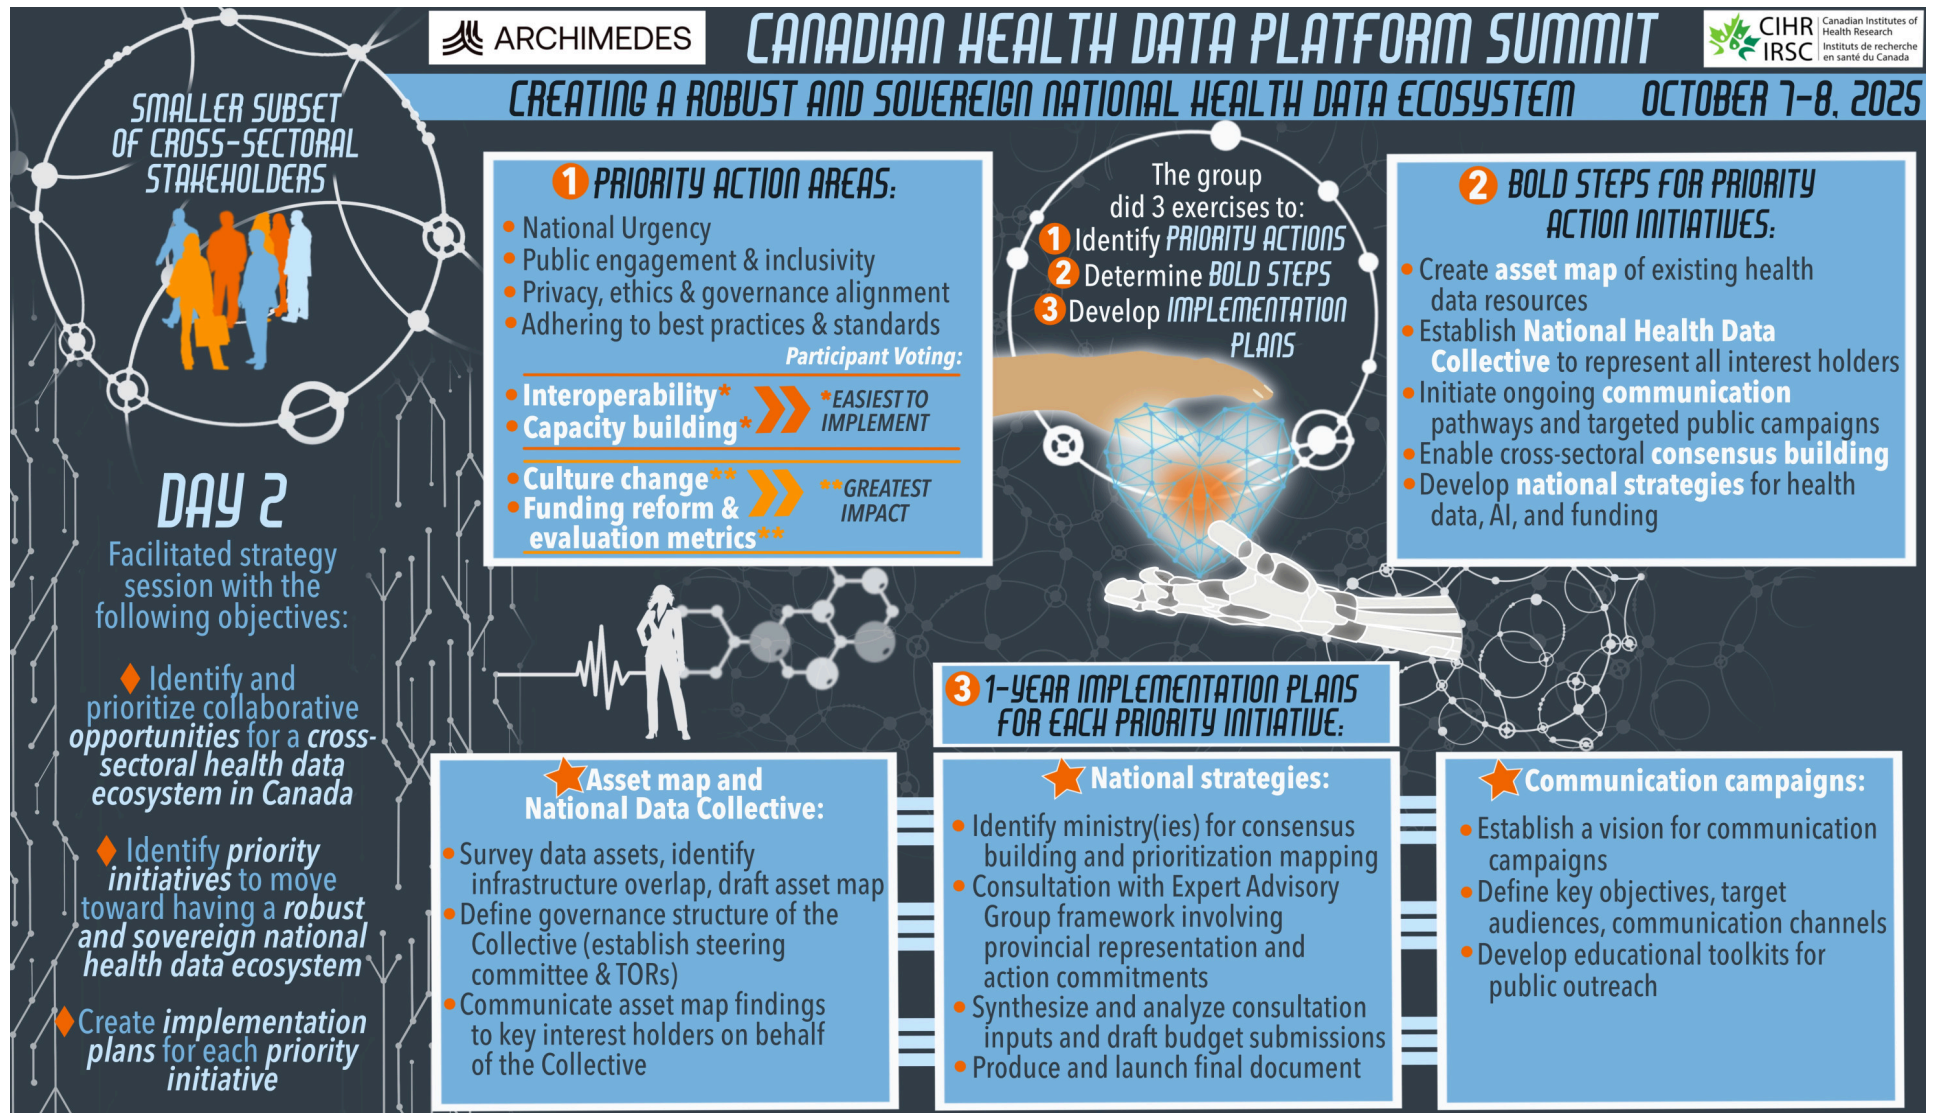 ARCHIMEDES
CANADIAN HEALTH DATA PLATFORM SUMMIT
CIHR
IRSC
Canadian Institutes of
Health Research
Instituts de recherche
en santé du Canada
CREATING A ROBUST AND SOVEREIGN NATIONAL HEALTH DATA ECOSYSTEM
OCTOBER 7-8, 2025
SMALLER SUBSET
OF CROSS-SECTORAL
STAKEHOLDERS
DAY 2
Facilitated strategy
session with the
following objectives:
Identify and
prioritize collaborative
opportunities for a cross-
sectoral health data
ecosystem in Canada
Identify priority
initiatives to move
toward having a robust
and sovereign national
health data ecosystem
Create implementation
plans for each priority
initiative
1 PRIORITY ACTION AREAS:
• National Urgency
• Public engagement & inclusivity
• Privacy, ethics & governance alignment
• Adhering to best practices & standards
Participant Voting:
• Interoperability*
• Capacity building*
*EASIEST TO
IMPLEMENT
• Culture change**
• Funding reform &
evaluation metrics**
**GREATEST
IMPACT
The group
did 3 exercises to:
1 Identify PRIORITY ACTIONS
2 Determine BOLD STEPS
3 Develop IMPLEMENTATION
PLANS
2 BOLD STEPS FOR PRIORITY
ACTION INITIATIVES:
• Create asset map of existing health
data resources
• Establish National Health Data
Collective to represent all interest holders
• Initiate ongoing communication
pathways and targeted public campaigns
• Enable cross-sectoral consensus building
• Develop national strategies for health
data, AI, and funding
3 1-YEAR IMPLEMENTATION PLANS
FOR EACH PRIORITY INITIATIVE:
Asset map and
National Data Collective:
• Survey data assets, identify
infrastructure overlap, draft asset map
• Define governance structure of the
Collective (establish steering
committee & TORs)
• Communicate asset map findings
to key interest holders on behalf
of the Collective
National strategies:
• Identify ministry(ies) for consensus
building and prioritization mapping
• Consultation with Expert Advisory
Group framework involving
provincial representation and
action commitments
• Synthesize and analyze consultation
inputs and draft budget submissions
• Produce and launch final document
Communication campaigns:
• Establish a vision for communication
campaigns
• Define key objectives, target
audiences, communication channels
• Develop educational toolkits for
public outreach